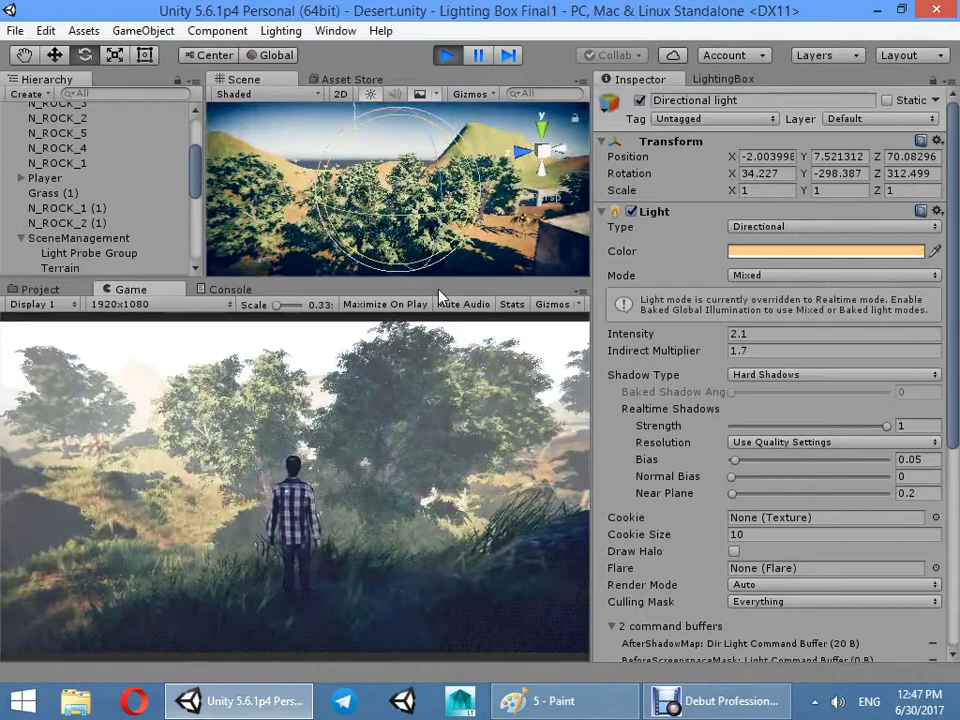 Unity 5.6.1p4 Personal (64bit) - Desert.unity - Lighting Box Final1 - PC, Mac & Linux Standalone <DX11>
File Edit Assets GameObject Component Lighting Window Help
Center Global Collab Account Layers Layout
Hierarchy Scene Asset Store Inspector LightingBox
Create All Shaded 2D Gizmos All
Directional light Static
Tag Untagged Layer Default
N_ROCK_3
N_ROCK_2
N_ROCK_5
N_ROCK_4
N_ROCK_1
Player
Grass (1)
N_ROCK_1 (1)
N_ROCK_2 (1)
SceneManagement
Light Probe Group
Terrain
y
Persp
Project Game Console
Display 1 1920x1080 Scale 0.33: Maximize On Play Mute Audio Stats Gizmos
Transform
Position X -2.003998 Y 7.521312 Z 70.08296
Rotation X 34.227 Y -298.387 Z 312.499
Scale X 1 Y 1 Z 1
Light
Type Directional
Color
Mode Mixed
Light mode is currently overridden to Realtime mode. Enable
Baked Global Illumination to use Mixed or Baked light modes.
Intensity 2.1
Indirect Multiplier 1.7
Shadow Type Hard Shadows
Baked Shadow Ang 0
Realtime Shadows
Strength 1
Resolution Use Quality Settings
Bias 0.05
Normal Bias 0
Near Plane 0.2
Cookie None (Texture)
Cookie Size 10
Draw Halo
Flare None (Flare)
Render Mode Auto
Culling Mask Everything
2 command buffers
AfterShadowMap: Dir Light Command Buffer (20 B)
BeforeScreenspaceMask: Light Command Buffer (0 B)
Unity 5.6.1p4 Pers... 5 - Paint Debut Profession... ENG 12:47 PM
6/30/2017